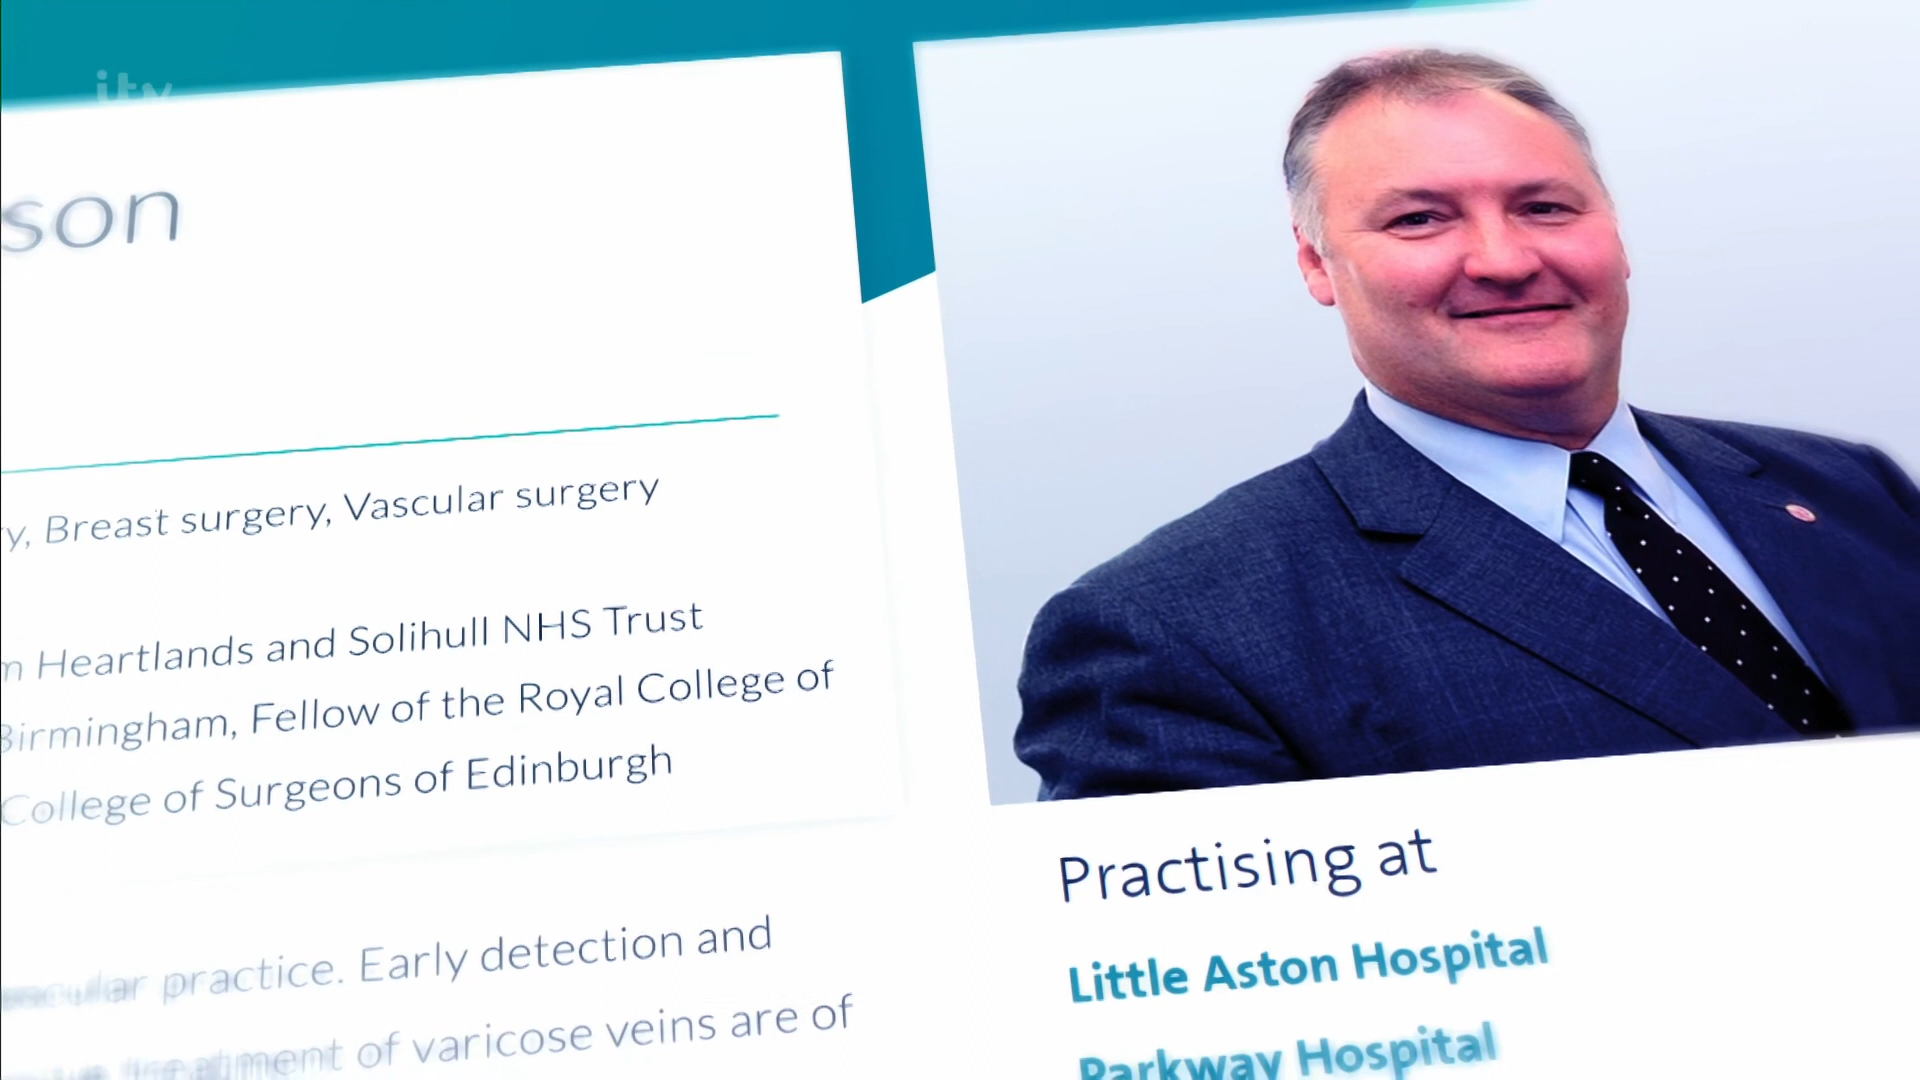 itv
son
y, Breast surgery, Vascular surgery
m Heartlands and Solihull NHS Trust
Birmingham, Fellow of the Royal College of
College of Surgeons of Edinburgh
practice. Early detection and
treatment of varicose veins are of
Practising at
Little Aston Hospital
Parkway Hospital